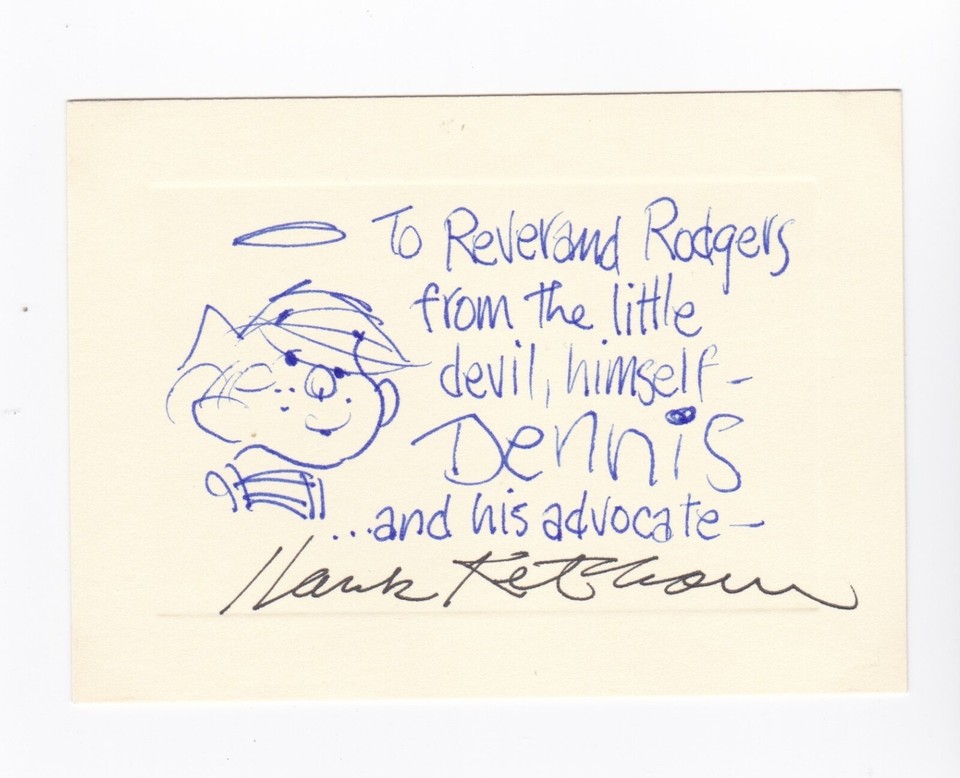 To Reverand Rodgers
from the little
devil, himself-
Dennis
...and his advocate-
Hank Ketcham